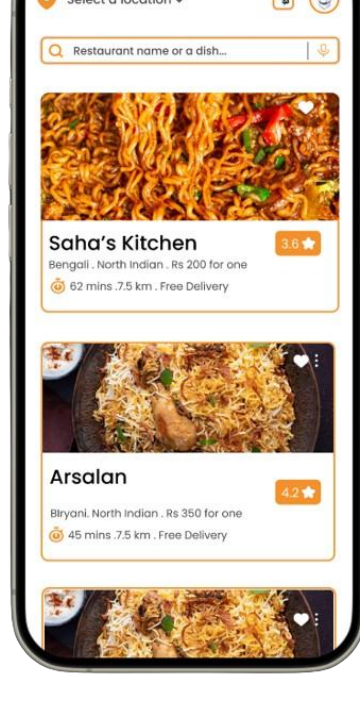 Select a location
Restaurant name or a dish...
Saha's Kitchen
3.6
Bengali . North Indian . Rs 200 for one
62 mins .7.5 km . Free Delivery
Arsalan
4.2
BIryani. North Indian . Rs 350 for one
45 mins .7.5 km . Free Delivery